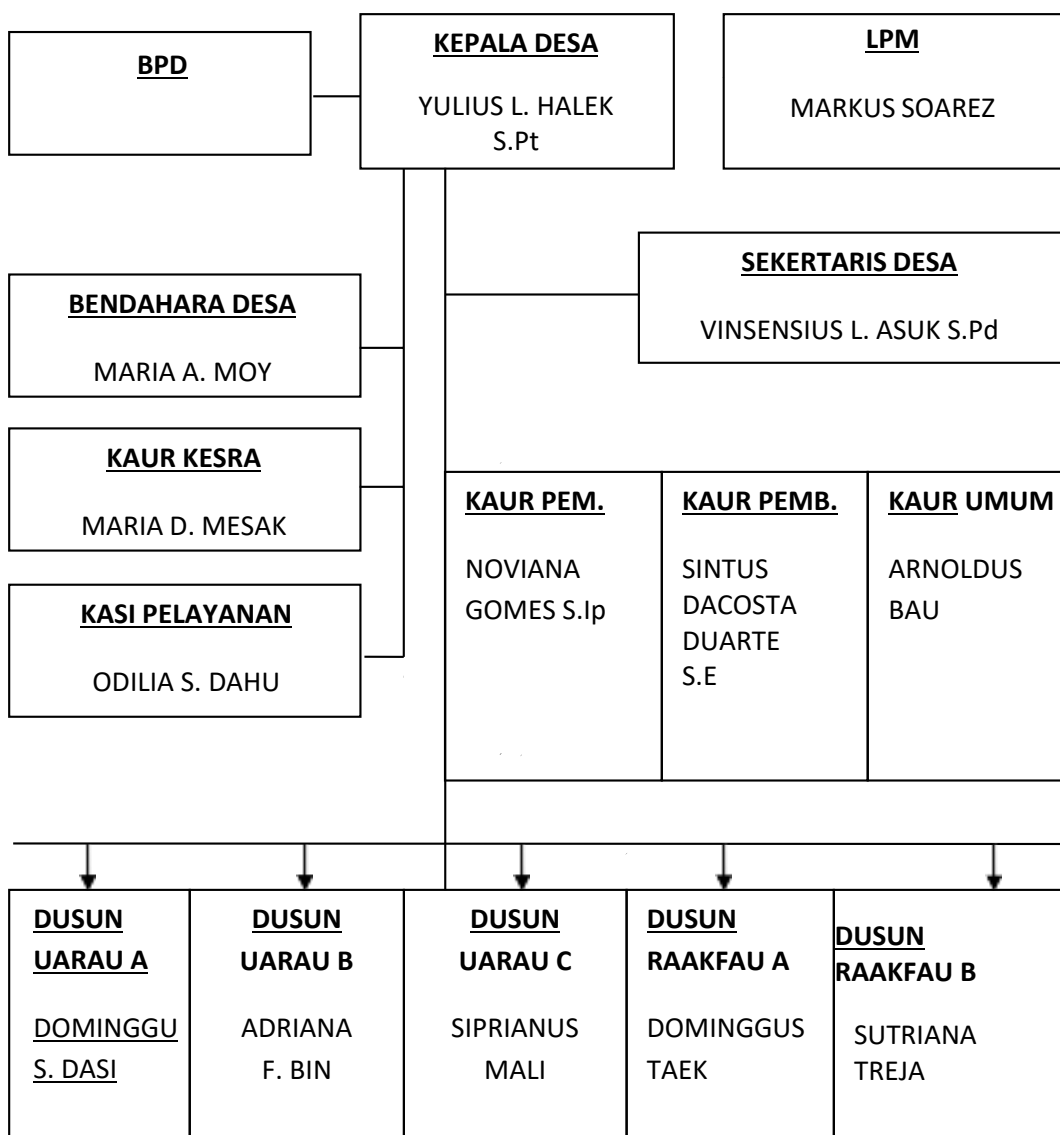 BPD
KEPALA DESA
YULIUS L. HALEK
S.Pt
LPM
MARKUS SOAREZ
SEKERTARIS DESA
VINSENSIUS L. ASUK S.Pd
BENDAHARA DESA
MARIA A. MOY
KAUR KESRA
MARIA D. MESAK
KASI PELAYANAN
ODILIA S. DAHU
KAUR PEM.
NOVIANA
GOMES S.Ip
KAUR PEMB.
SINTUS
DACOSTA
DUARTE
S.E
KAUR UMUM
ARNOLDUS
BAU
DUSUN
UARAU A
DOMINGGU
S. DASI
DUSUN
UARAU B
ADRIANA
F. BIN
DUSUN
UARAU C
SIPRIANUS
MALI
DUSUN
RAAKFAU A
DOMINGGUS
TAEK
DUSUN
RAAKFAU B
SUTRIANA
TREJA